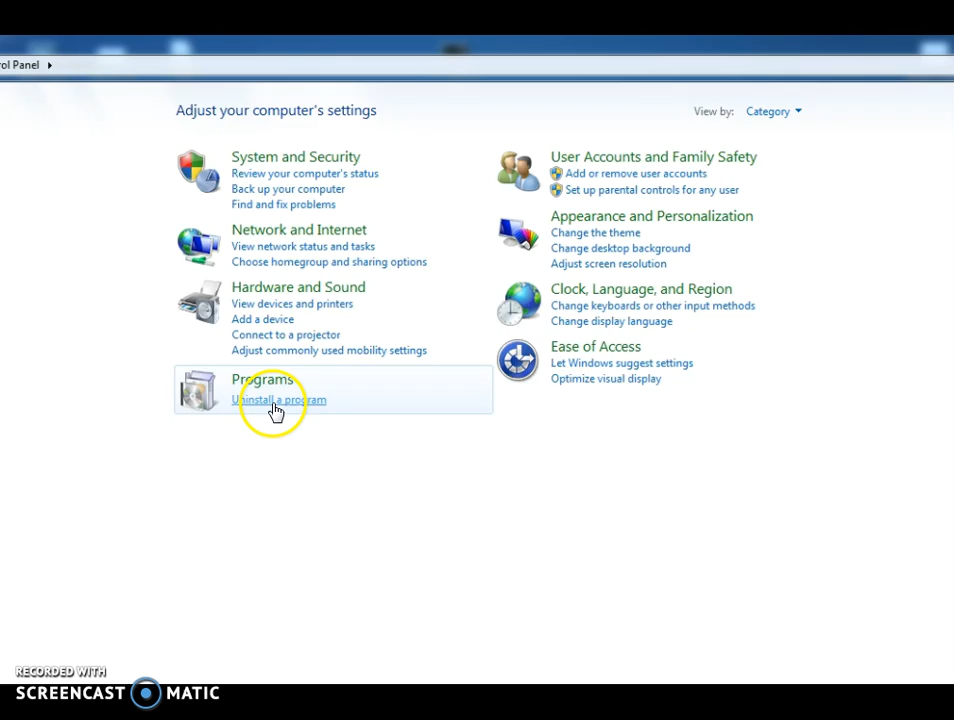 ol Panel
Adjust your computer's settings
View by: Category
System and Security
Review your computer's status
Back up your computer
Find and fix problems
Network and Internet
View network status and tasks
Choose homegroup and sharing options
Hardware and Sound
View devices and printers
Add a device
Connect to a projector
Adjust commonly used mobility settings
Programs
Uninstall a program
User Accounts and Family Safety
Add or remove user accounts
Set up parental controls for any user
Appearance and Personalization
Change the theme
Change desktop background
Adjust screen resolution
Clock, Language, and Region
Change keyboards or other input methods
Change display language
Ease of Access
Let Windows suggest settings
Optimize visual display
RECORDED WITH
SCREENCAST MATIC